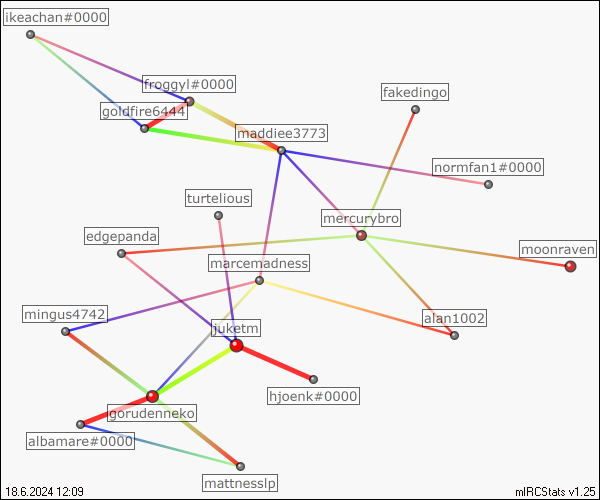 ikeachan#0000
froggyl#0000
fakedingo
goldfire6444
maddiee3773
normfan1#0000
turtelious
mercurybro
edgepanda
moonraven
marcemadness
mingus4742
alan1002
juketm
hjoenk#0000
gorudenneko
albamare#0000
mattnesslp
18.6.2024 12:09
mIRCStats v1.25